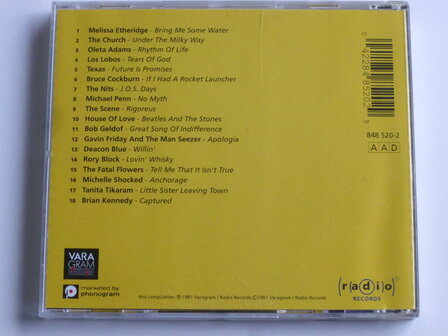 1 Melissa Etheridge - Bring Me Some Water
2 The Church - Under The Milky Way
3 Oleta Adams - Rhythm Of Life
4 Los Lobos - Tears Of God
5 Texas - Future Is Promises
6 Bruce Cockburn - If I Had A Rocket Launcher
7 The Nits - J.O.S. Days
8 Michael Penn - No Myth
9 The Scene - Rigoreus
10 House Of Love - Beatles And The Stones
11 Bob Geldof - Great Song Of Indifference
12 Gavin Friday And The Man Seezer - Apologia
13 Deacon Blue - Willin'
14 Rory Block - Lovin' Whisky
15 The Fatal Flowers - Tell Me That It Isn't True
16 Michelle Shocked - Anchorage
17 Tanita Tikaram - Little Sister Leaving Town
18 Brian Kennedy - Captured
0 42284 85202 9
848 520-2
AAD
VARA
GRAM
marketed by
phonogram
this compilation: ℗ 1991 Varagram / Radio Records © 1991 Varagram / Radio Records
radio
RECORDS